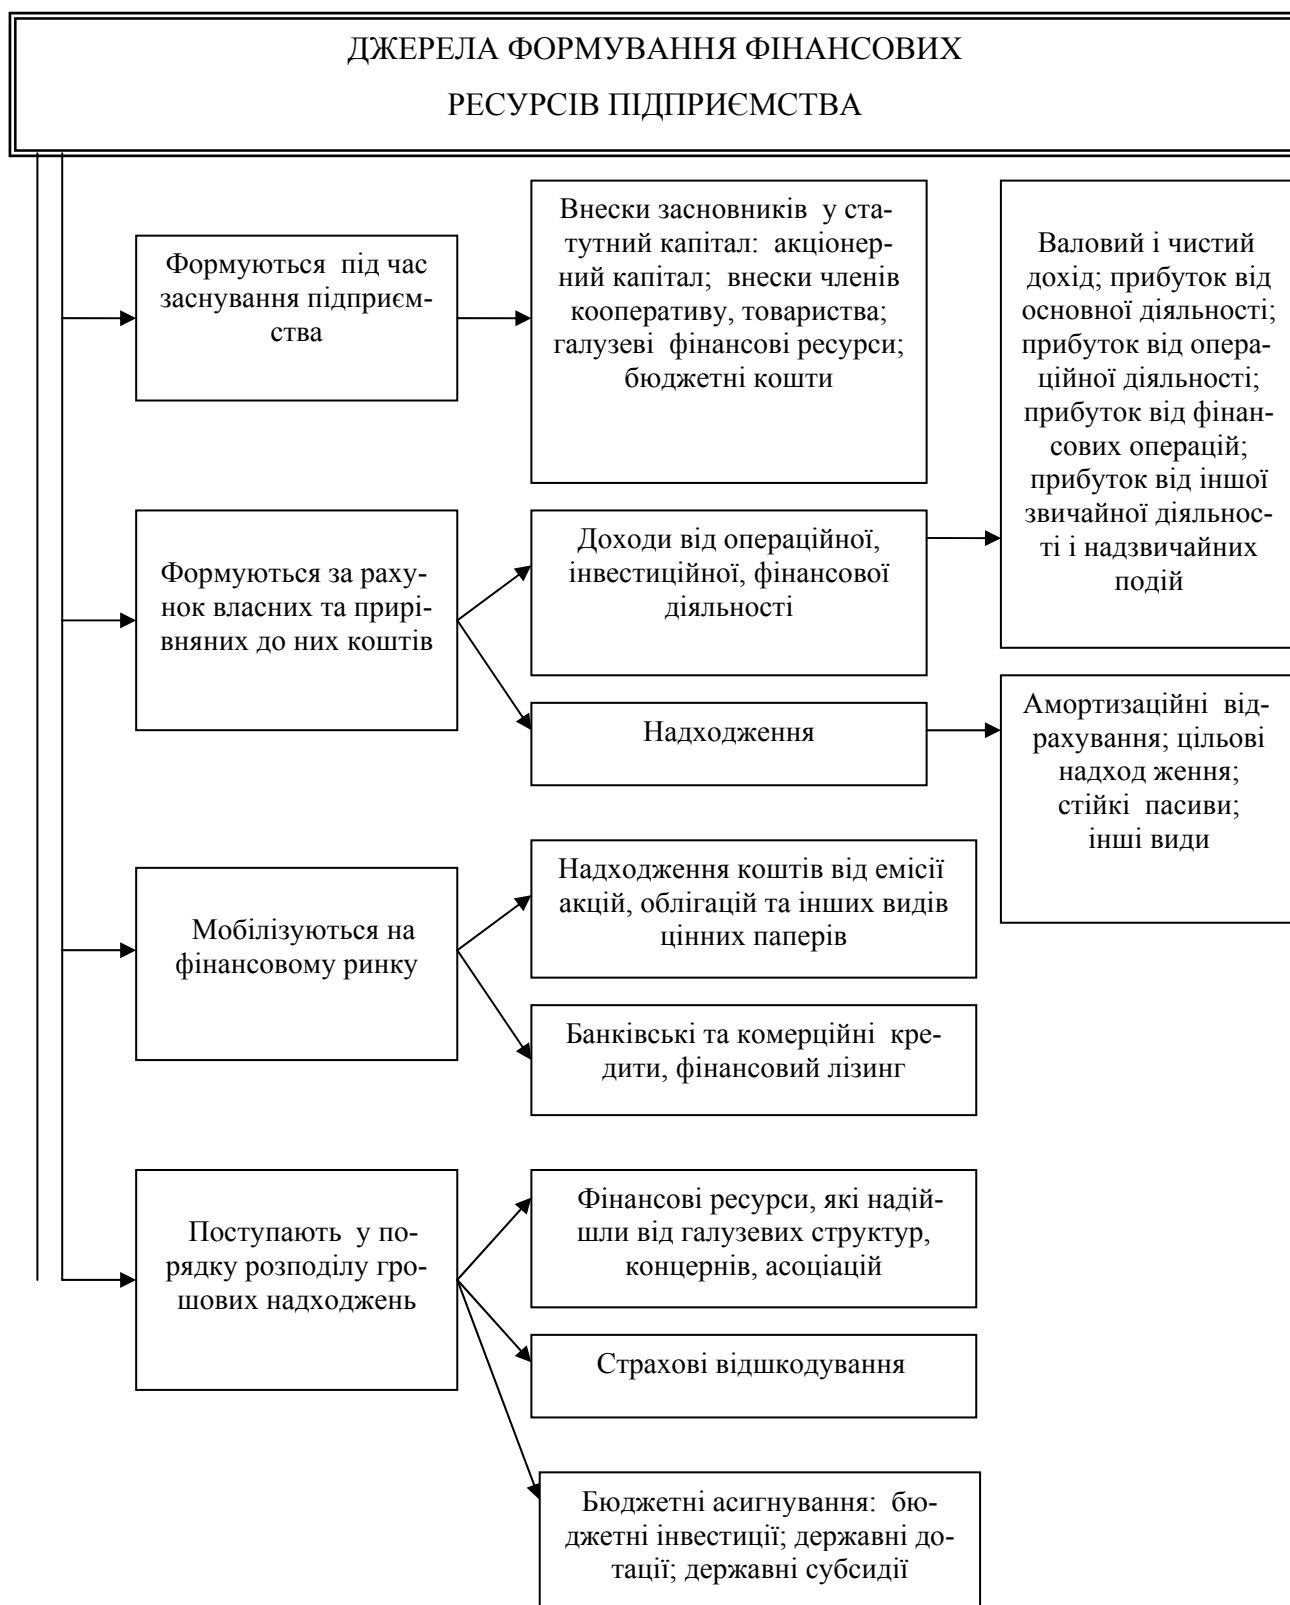 ДЖЕРЕЛА ФОРМУВАННЯ ФІНАНСОВИХ
РЕСУРСІВ ПІДПРИЄМСТВА
Формуються під час
заснування підприєм-
ства
Внески засновників у ста-
тутний капітал: акціонер-
ний капітал; внески членів
кооперативу, товариства;
галузеві фінансові ресурси;
бюджетні кошти
Валовий і чистий
дохід; прибуток від
основної діяльності;
прибуток від опера-
ційної діяльності;
прибуток від фінан-
сових операцій;
прибуток від іншої
звичайної діяльнос-
ті і надзвичайних
подій
Формуються за раху-
нок власних та прирі-
вняних до них коштів
Доходи від операційної,
інвестиційної, фінансової
діяльності
Надходження
Амортизаційні від-
рахування; цільові
надход ження;
стійкі пасиви;
інші види
Мобілізуються на
фінансовому ринку
Надходження коштів від емісії
акцій, облігацій та інших видів
цінних паперів
Банківські та комерційні кре-
дити, фінансовий лізинг
Поступають у по-
рядку розподілу гро-
шових надходжень
Фінансові ресурси, які надій-
шли від галузевих структур,
концернів, асоціацій
Страхові відшкодування
Бюджетні асигнування: бю-
джетні інвестиції; державні до-
тації; державні субсидії